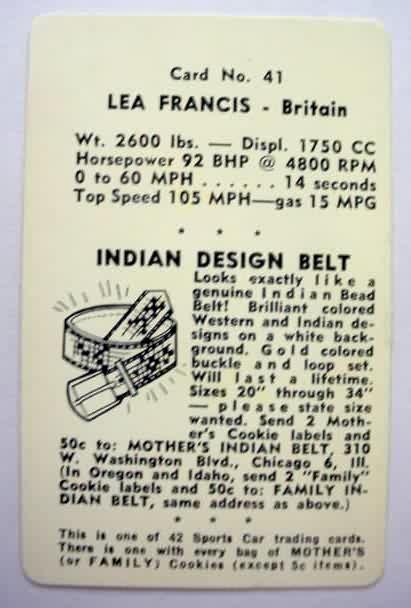 Card No. 41
LEA FRANCIS - Britain
Wt. 2600 lbs. — Displ. 1750 CC
Horsepower 92 BHP @ 4800 RPM
0 to 60 MPH . . . . . . 14 seconds
Top Speed 105 MPH—gas 15 MPG
* * *
INDIAN DESIGN BELT
Looks exactly like a
genuine Indian Bead
Belt! Brilliant colored
Western and Indian de-
signs on a white back-
ground. Gold colored
buckle and loop set.
Will last a lifetime.
Sizes 20" through 34"
— please state size
wanted. Send 2 Moth-
er's Cookie labels and
50c to: MOTHER'S INDIAN BELT, 310
W. Washington Blvd., Chicago 6, Ill.
(In Oregon and Idaho, send 2 "Family"
Cookie labels and 50c to: FAMILY IN-
DIAN BELT, same address as above.)
* * *
This is one of 42 Sports Car trading cards.
There is one with every bag of MOTHER'S
(or FAMILY) Cookies (except 5c items).